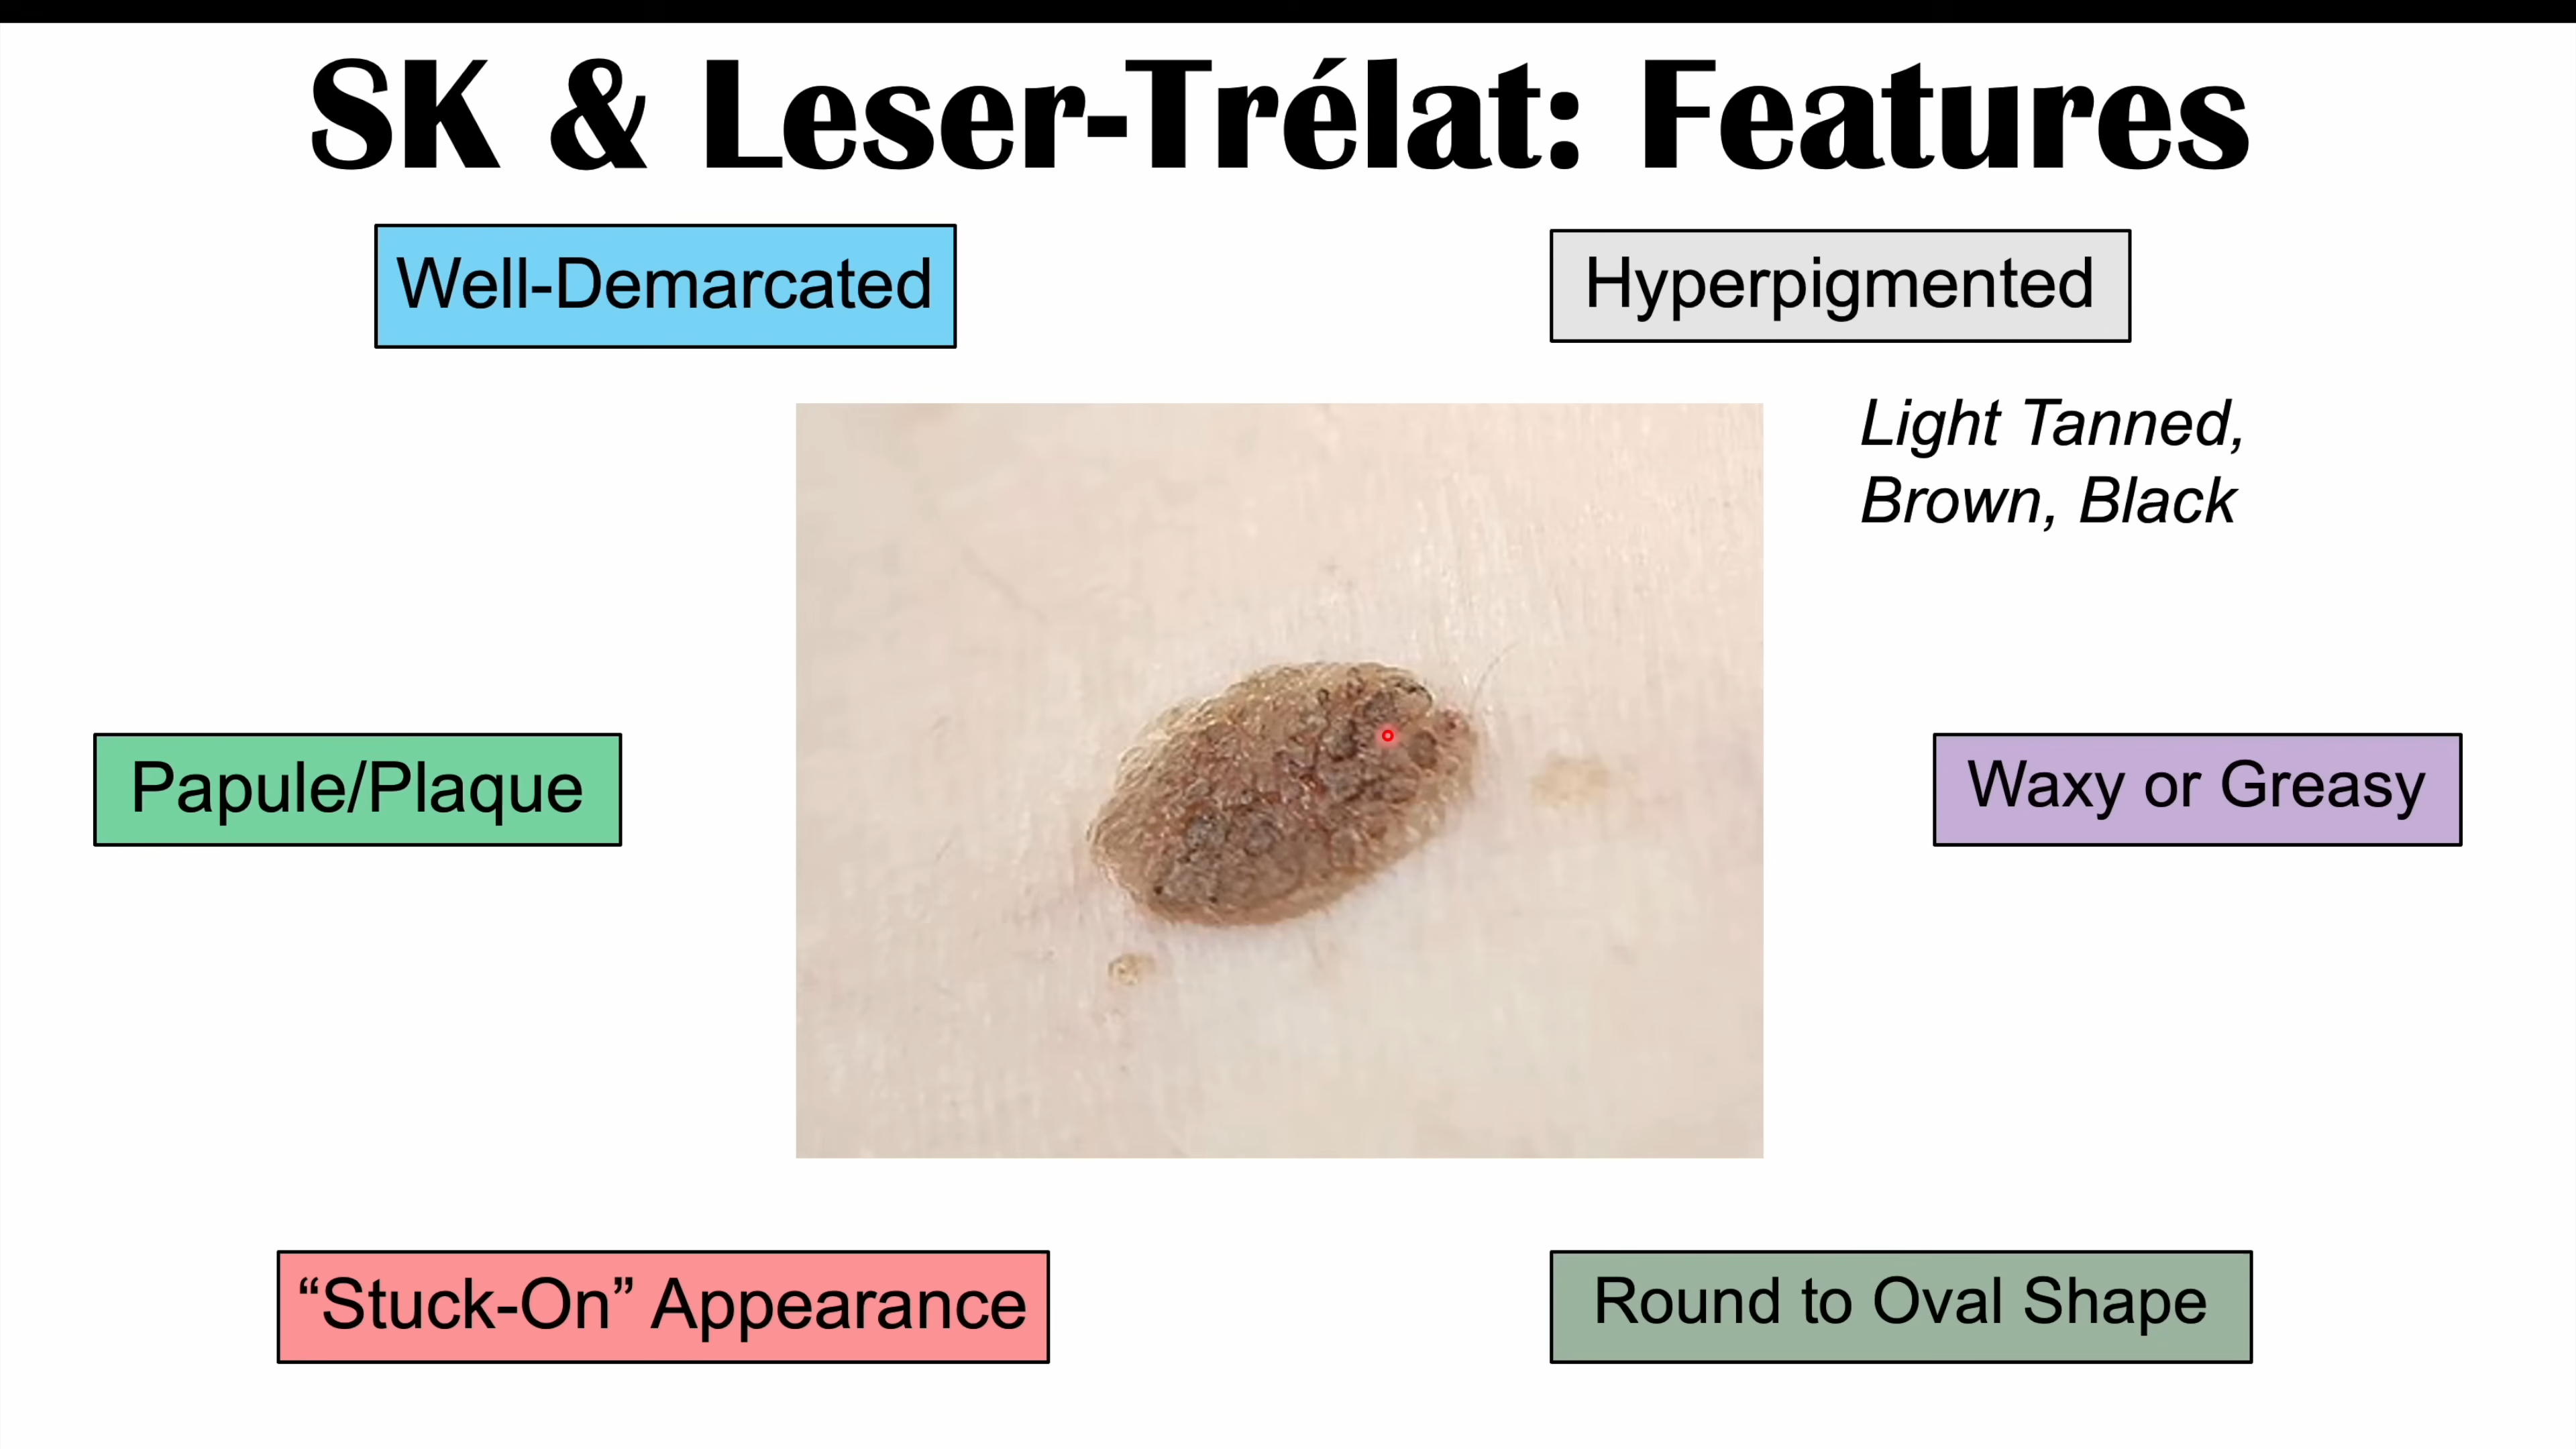 SK & Leser-Trélat: Features
Well-Demarcated
Hyperpigmented
Light Tanned,
Brown, Black
Papule/Plaque
Waxy or Greasy
“Stuck-On” Appearance
Round to Oval Shape